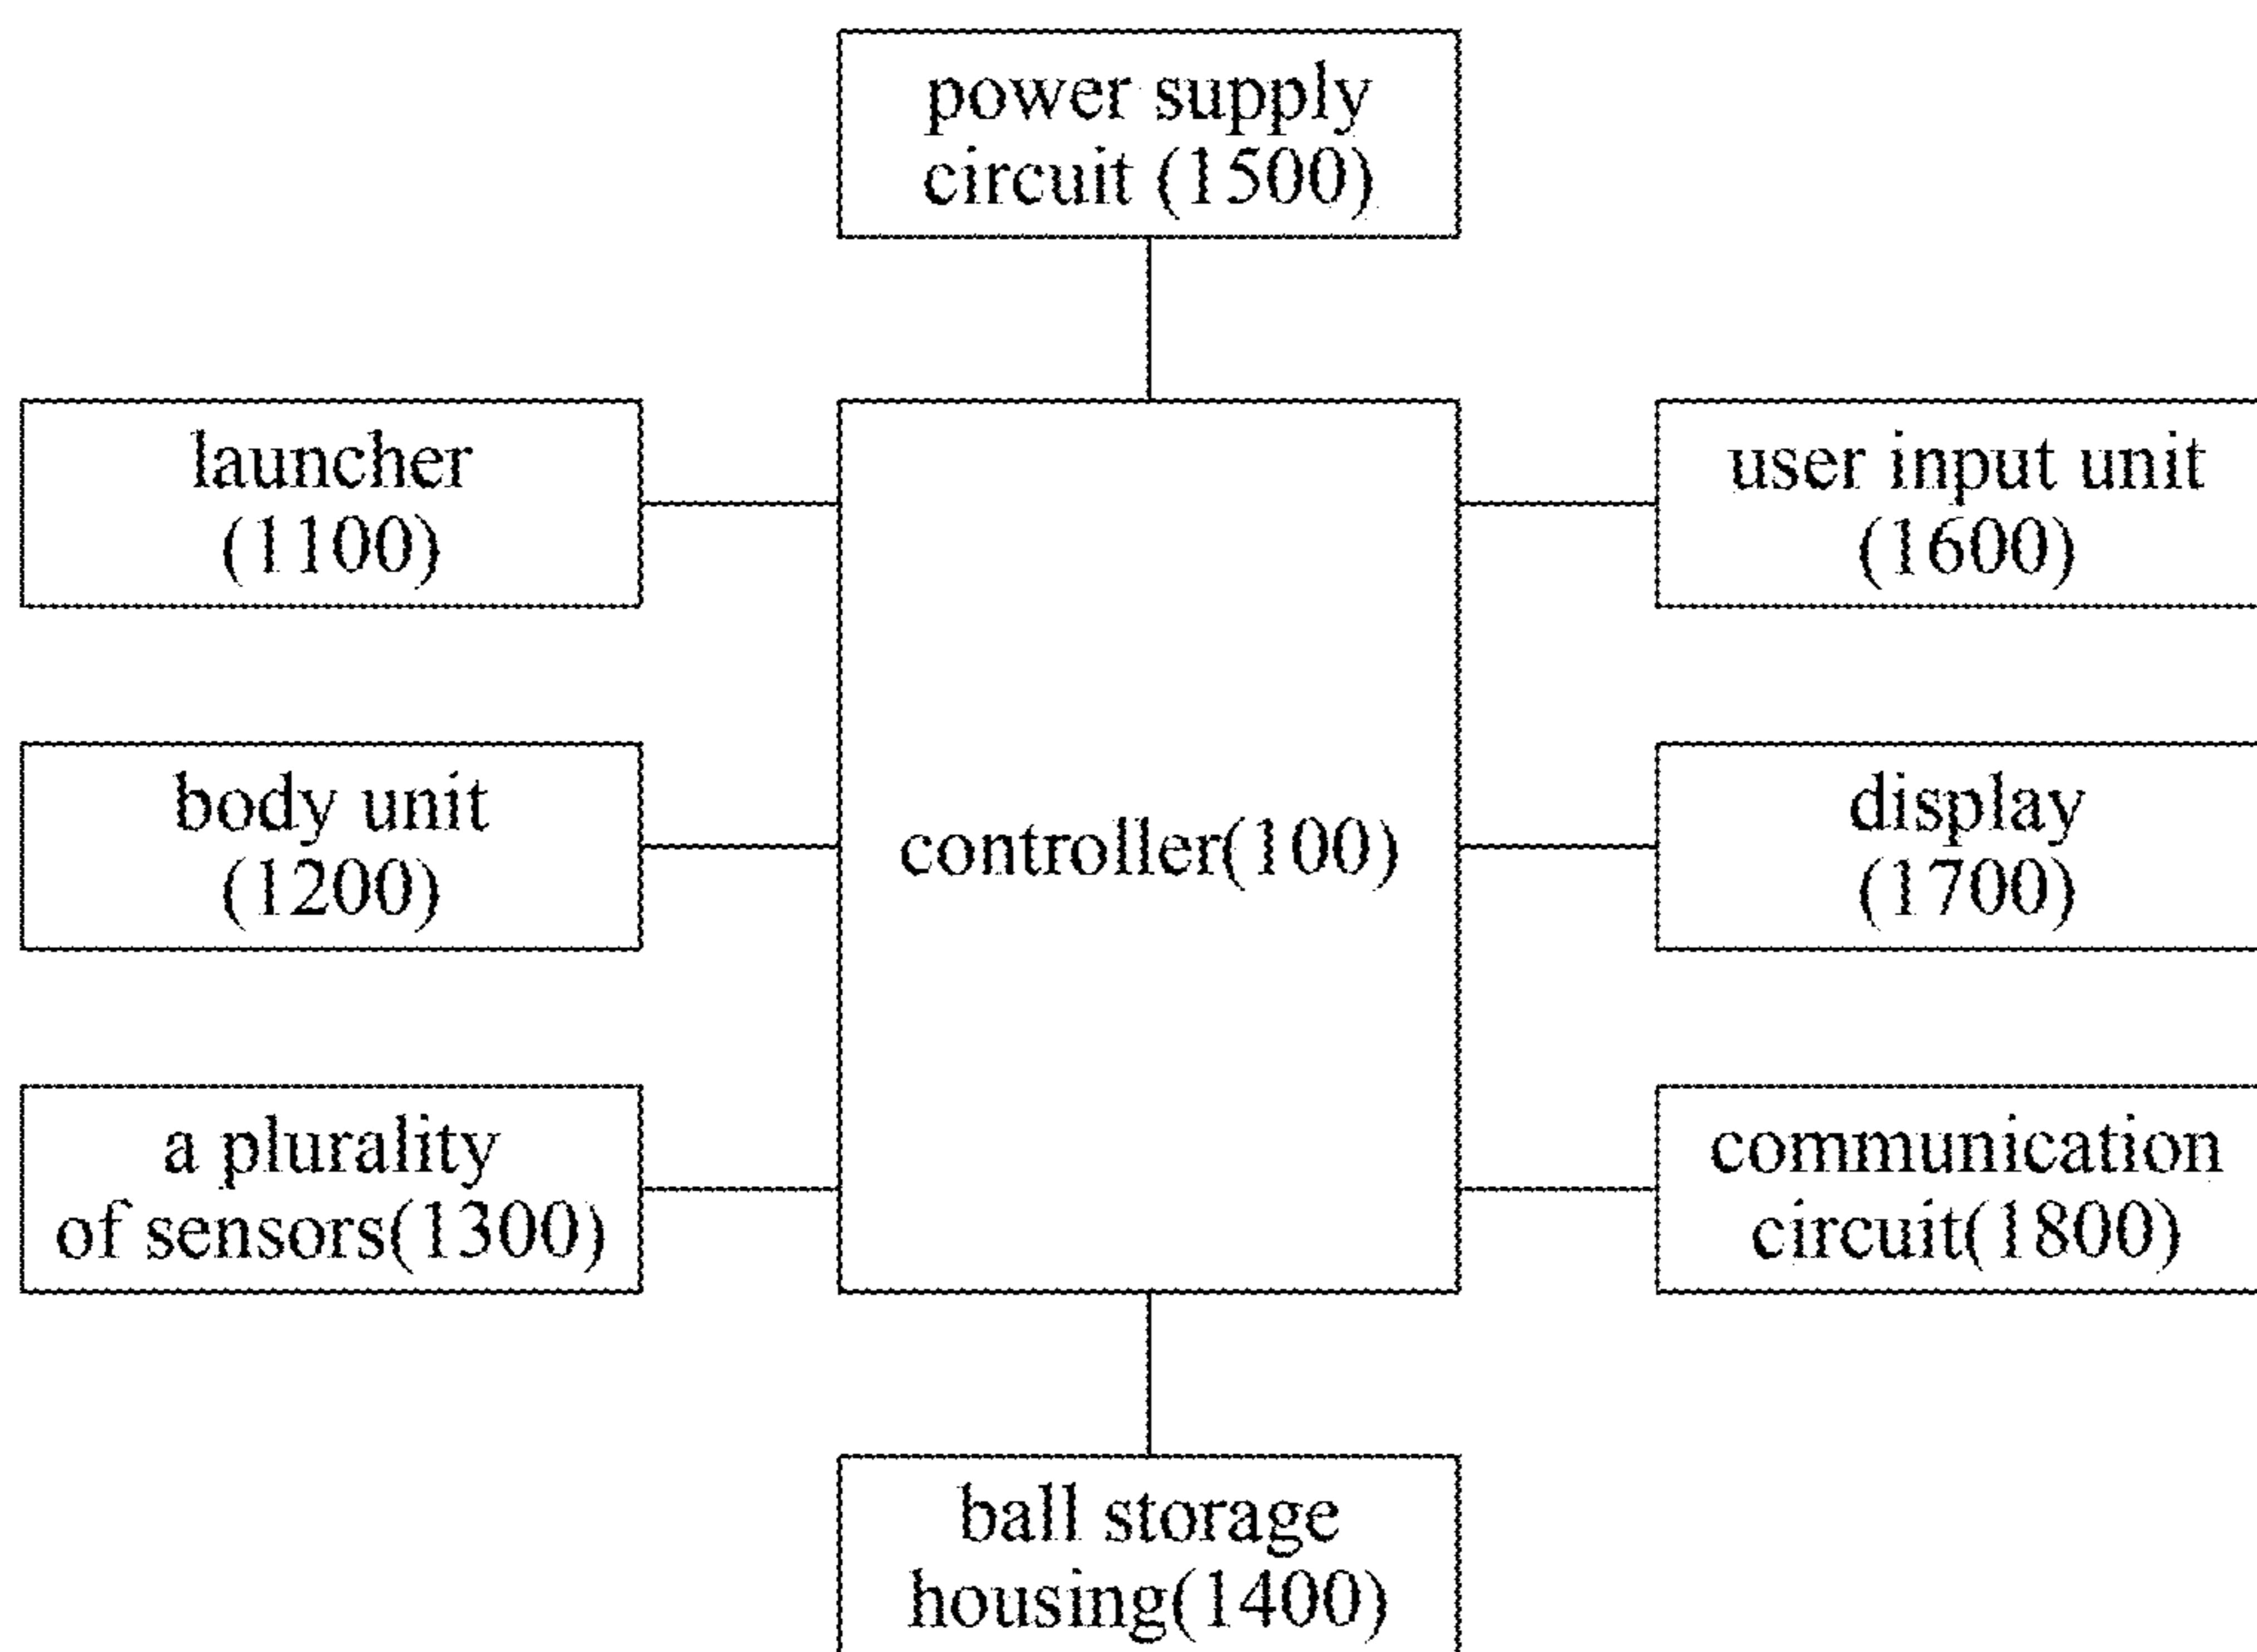 power supply
circuit (1500)
launcher
(1100)
user input unit
(1600)
body unit
(1200)
controller(100)
display
(1700)
a plurality
of sensors(1300)
communication
circuit(1800)
ball storage
housing(1400)